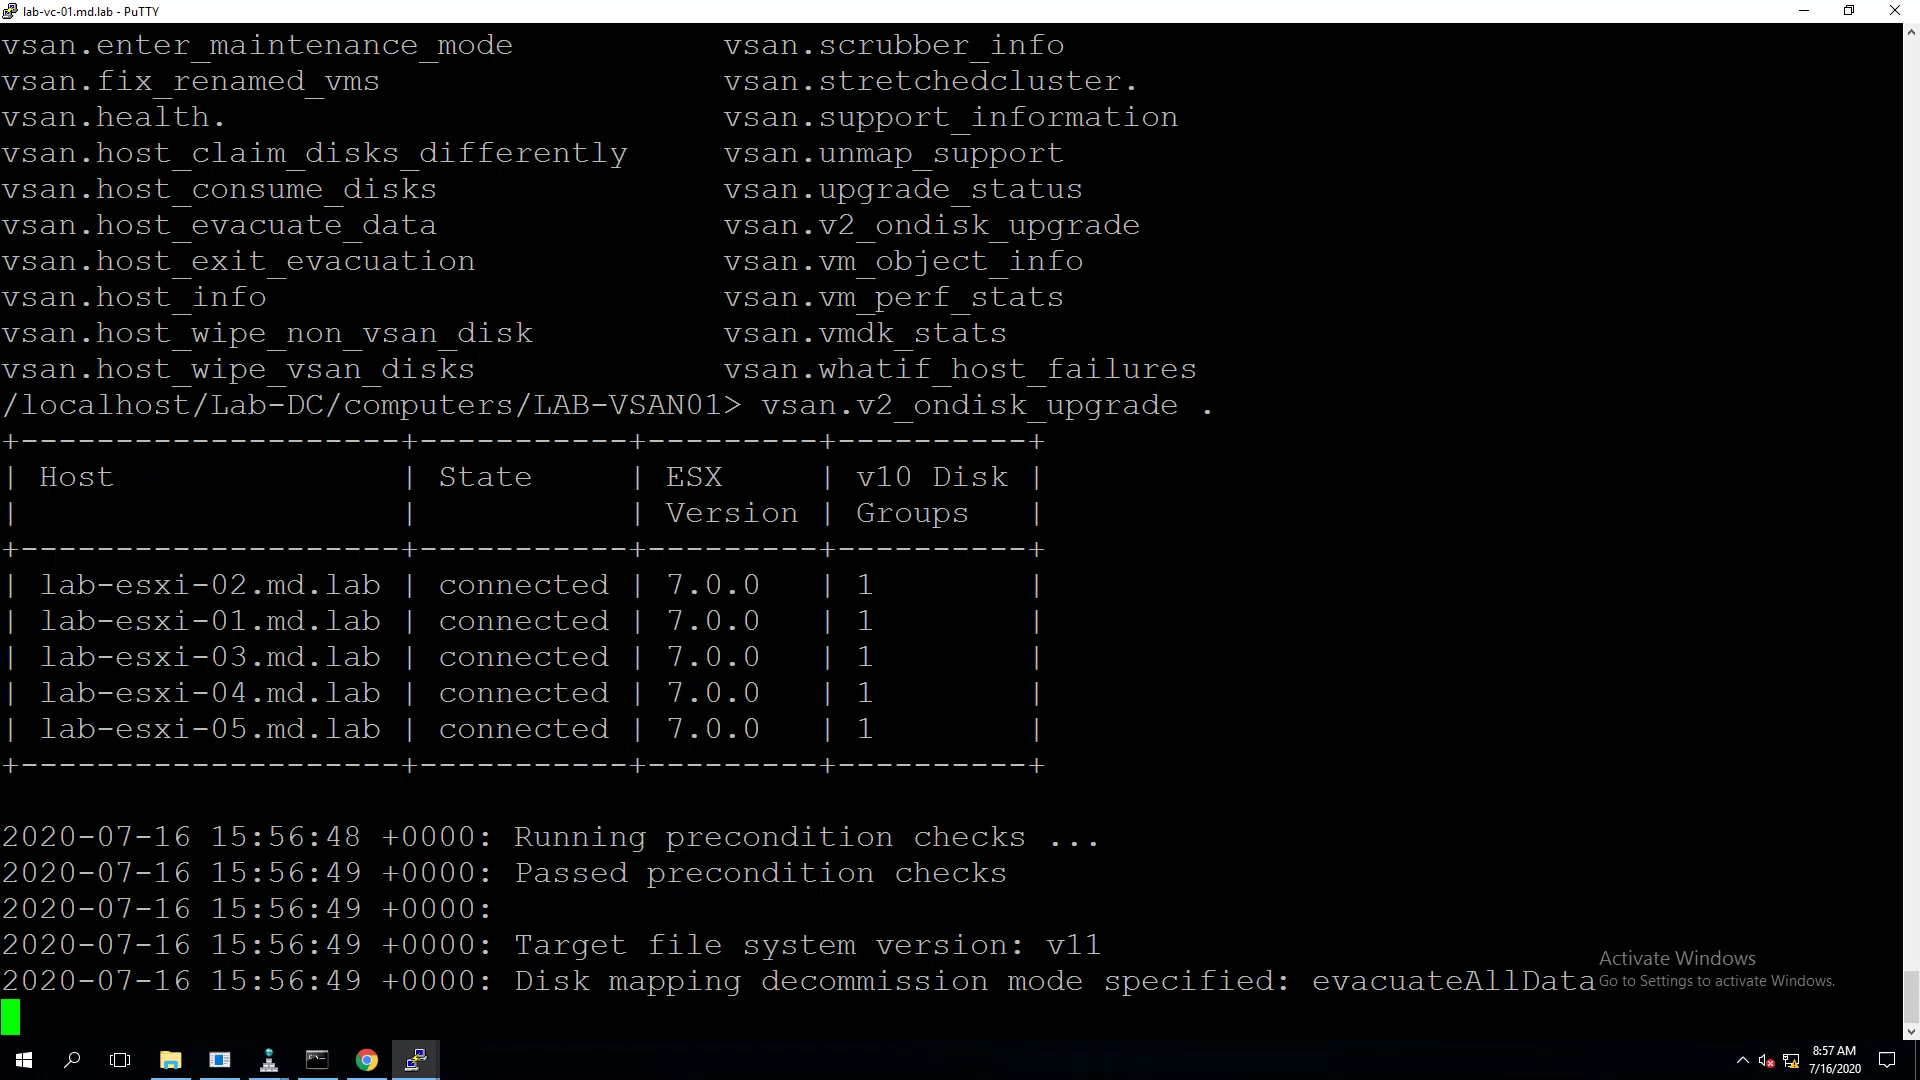 lab-vc-01.md.lab - PuTTY
vsan.enter_maintenance_mode vsan.scrubber_info
vsan.fix_renamed_vms vsan.stretchedcluster.
vsan.health. vsan.support_information
vsan.host_claim_disks_differently vsan.unmap_support
vsan.host_consume_disks vsan.upgrade_status
vsan.host_evacuate_data vsan.v2_ondisk_upgrade
vsan.host_exit_evacuation vsan.vm_object_info
vsan.host_info vsan.vm_perf_stats
vsan.host_wipe_non_vsan_disk vsan.vmdk_stats
vsan.host_wipe_vsan_disks vsan.whatif_host_failures
/localhost/Lab-DC/computers/LAB-VSAN01> vsan.v2_ondisk_upgrade .
+--------------------+-----------+---------+----------+
| Host | State | ESX | v10 Disk |
| | | Version | Groups |
+--------------------+-----------+---------+----------+
| lab-esxi-02.md.lab | connected | 7.0.0 | 1 |
| lab-esxi-01.md.lab | connected | 7.0.0 | 1 |
| lab-esxi-03.md.lab | connected | 7.0.0 | 1 |
| lab-esxi-04.md.lab | connected | 7.0.0 | 1 |
| lab-esxi-05.md.lab | connected | 7.0.0 | 1 |
+--------------------+-----------+---------+----------+
2020-07-16 15:56:48 +0000: Running precondition checks ...
2020-07-16 15:56:49 +0000: Passed precondition checks
2020-07-16 15:56:49 +0000:
2020-07-16 15:56:49 +0000: Target file system version: v11
2020-07-16 15:56:49 +0000: Disk mapping decommission mode specified: evacuateAllData
Activate Windows
Go to Settings to activate Windows.
8:57 AM
7/16/2020